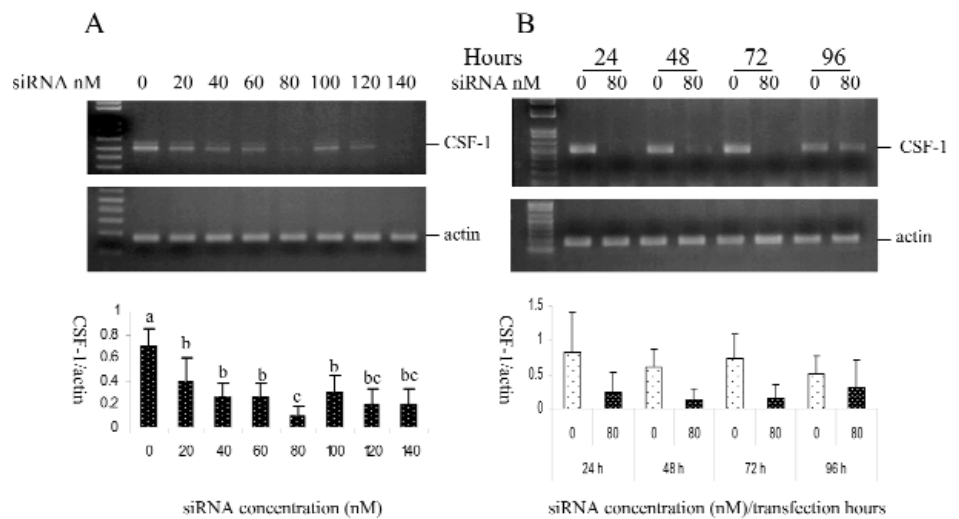 A
siRNA nM 0 20 40 60 80 100 120 140
CSF-1
actin
CSF-1/actin
1
0.8
0.6
0.4
0.2
0
a b b b c b bc bc
0 20 40 60 80 100 120 140
siRNA concentration (nM)
B
Hours 24 48 72 96
siRNA nM 0 80 0 80 0 80 0 80
CSF-1
actin
CSF-1/actin
1.5
1
0.5
0
0 80 0 80 0 80 0 80
24 h 48 h 72 h 96 h
siRNA concentration (nM)/transfection hours